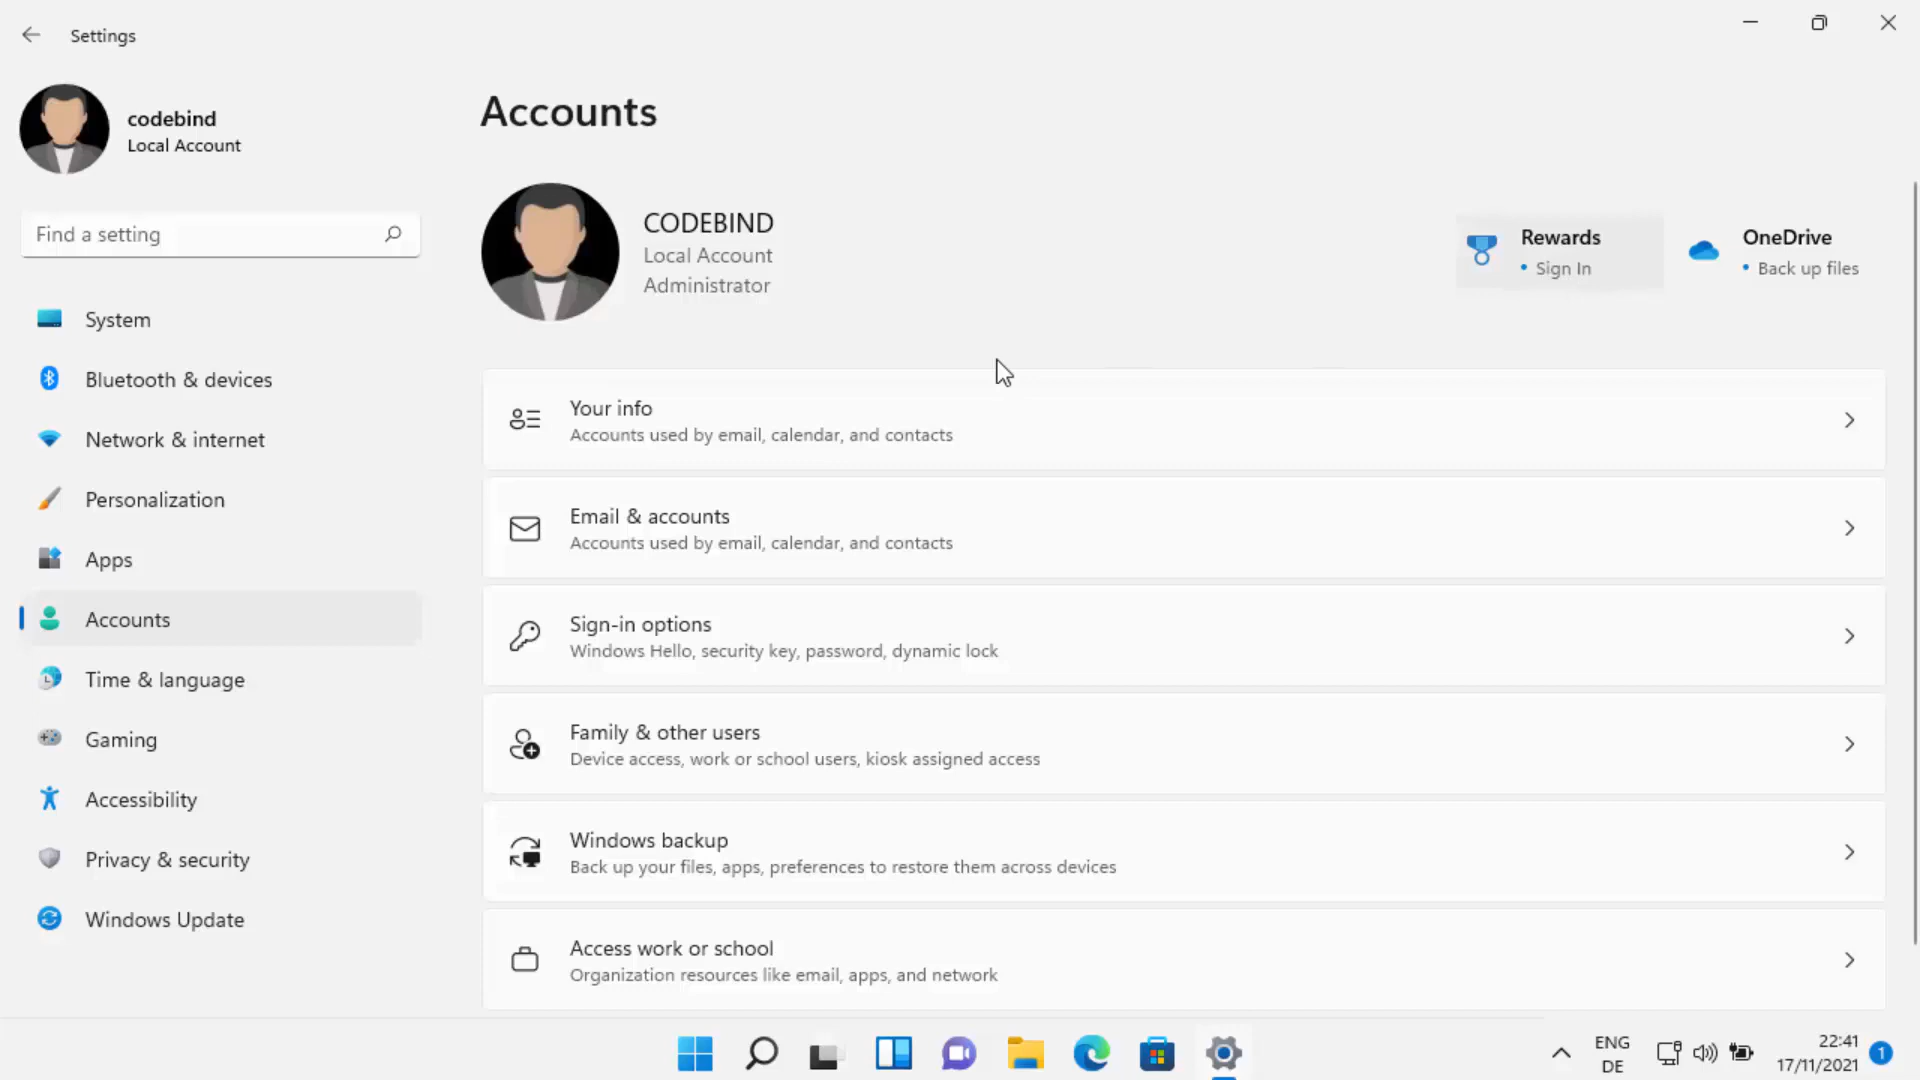 Settings
codebind
Local Account
Find a setting
System
Bluetooth & devices
Network & internet
Personalization
Apps
Accounts
Time & language
Gaming
Accessibility
Privacy & security
Windows Update
Accounts
CODEBIND
Local Account
Administrator
Rewards
• Sign In
OneDrive
• Back up files
Your info
Accounts used by email, calendar, and contacts
Email & accounts
Accounts used by email, calendar, and contacts
Sign-in options
Windows Hello, security key, password, dynamic lock
Family & other users
Device access, work or school users, kiosk assigned access
Windows backup
Back up your files, apps, preferences to restore them across devices
Access work or school
Organization resources like email, apps, and network
ENG
DE
22:41
17/11/2021
1